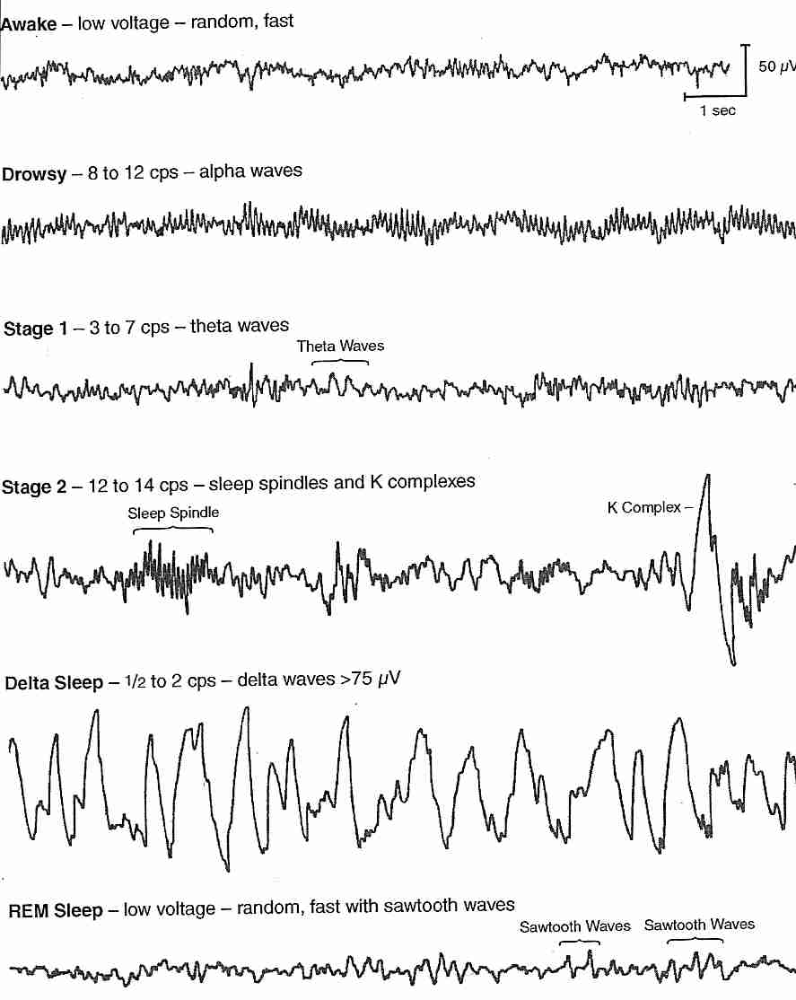 Awake – low voltage – random, fast
50 μV
1 sec
Drowsy – 8 to 12 cps – alpha waves
Stage 1 – 3 to 7 cps – theta waves
Theta Waves
Stage 2 – 12 to 14 cps – sleep spindles and K complexes
Sleep Spindle
K Complex –
Delta Sleep – 1/2 to 2 cps – delta waves >75 μV
REM Sleep – low voltage – random, fast with sawtooth waves
Sawtooth Waves Sawtooth Waves